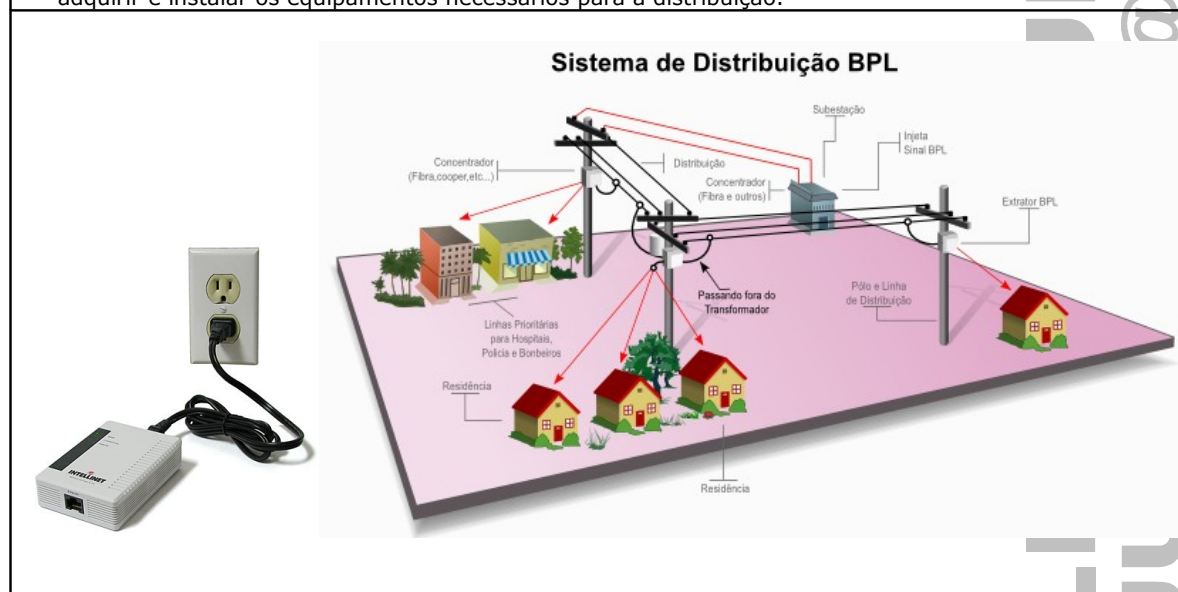 adquirir e instalar os equipamentos necessários para a distribuição.
Sistema de Distribuição BPL
Subestação
Injeta
Sinal BPL
Concentrador
(Fibra,cooper,etc...)
Distribuição
Concentrador
(Fibra e outros)
Extrator BPL
Passando fora do
Transformador
Pólo e Linha
de Distribuição
Linhas Prioritárias
para Hospitais,
Policia e Bonbeiros
Residência
Residência
INTELLINET